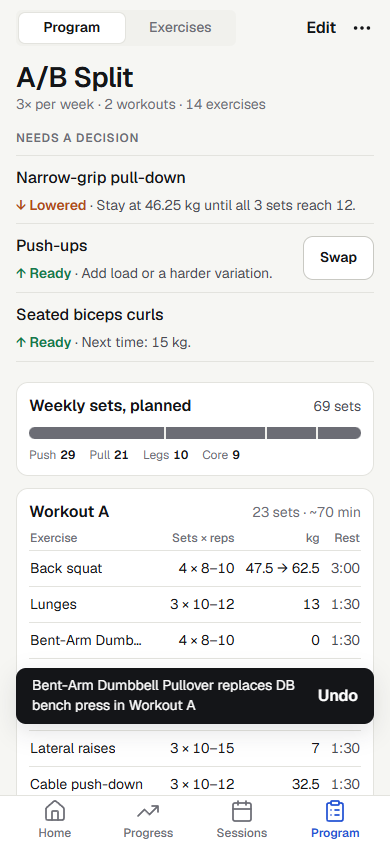 Program Exercises Edit
A/B Split
3× per week · 2 workouts · 14 exercises
NEEDS A DECISION
Narrow-grip pull-down
↓ Lowered · Stay at 46.25 kg until all 3 sets reach 12.
Push-ups
↑ Ready · Add load or a harder variation.
Swap
Seated biceps curls
↑ Ready · Next time: 15 kg.
Weekly sets, planned 69 sets
Push 29 Pull 21 Legs 10 Core 9
Workout A 23 sets · ~70 min
Exercise Sets × reps kg Rest
Back squat 4 × 8–10 47.5 → 62.5 3:00
Lunges 3 × 10–12 13 1:30
Bent-Arm Dumb… 4 × 8–10 0 1:30
Bent-Arm Dumbbell Pullover replaces DB
bench press in Workout A
Undo
Lateral raises 3 × 10–15 7 1:30
Cable push-down 3 × 10–12 32.5 1:30
Home Progress Sessions Program